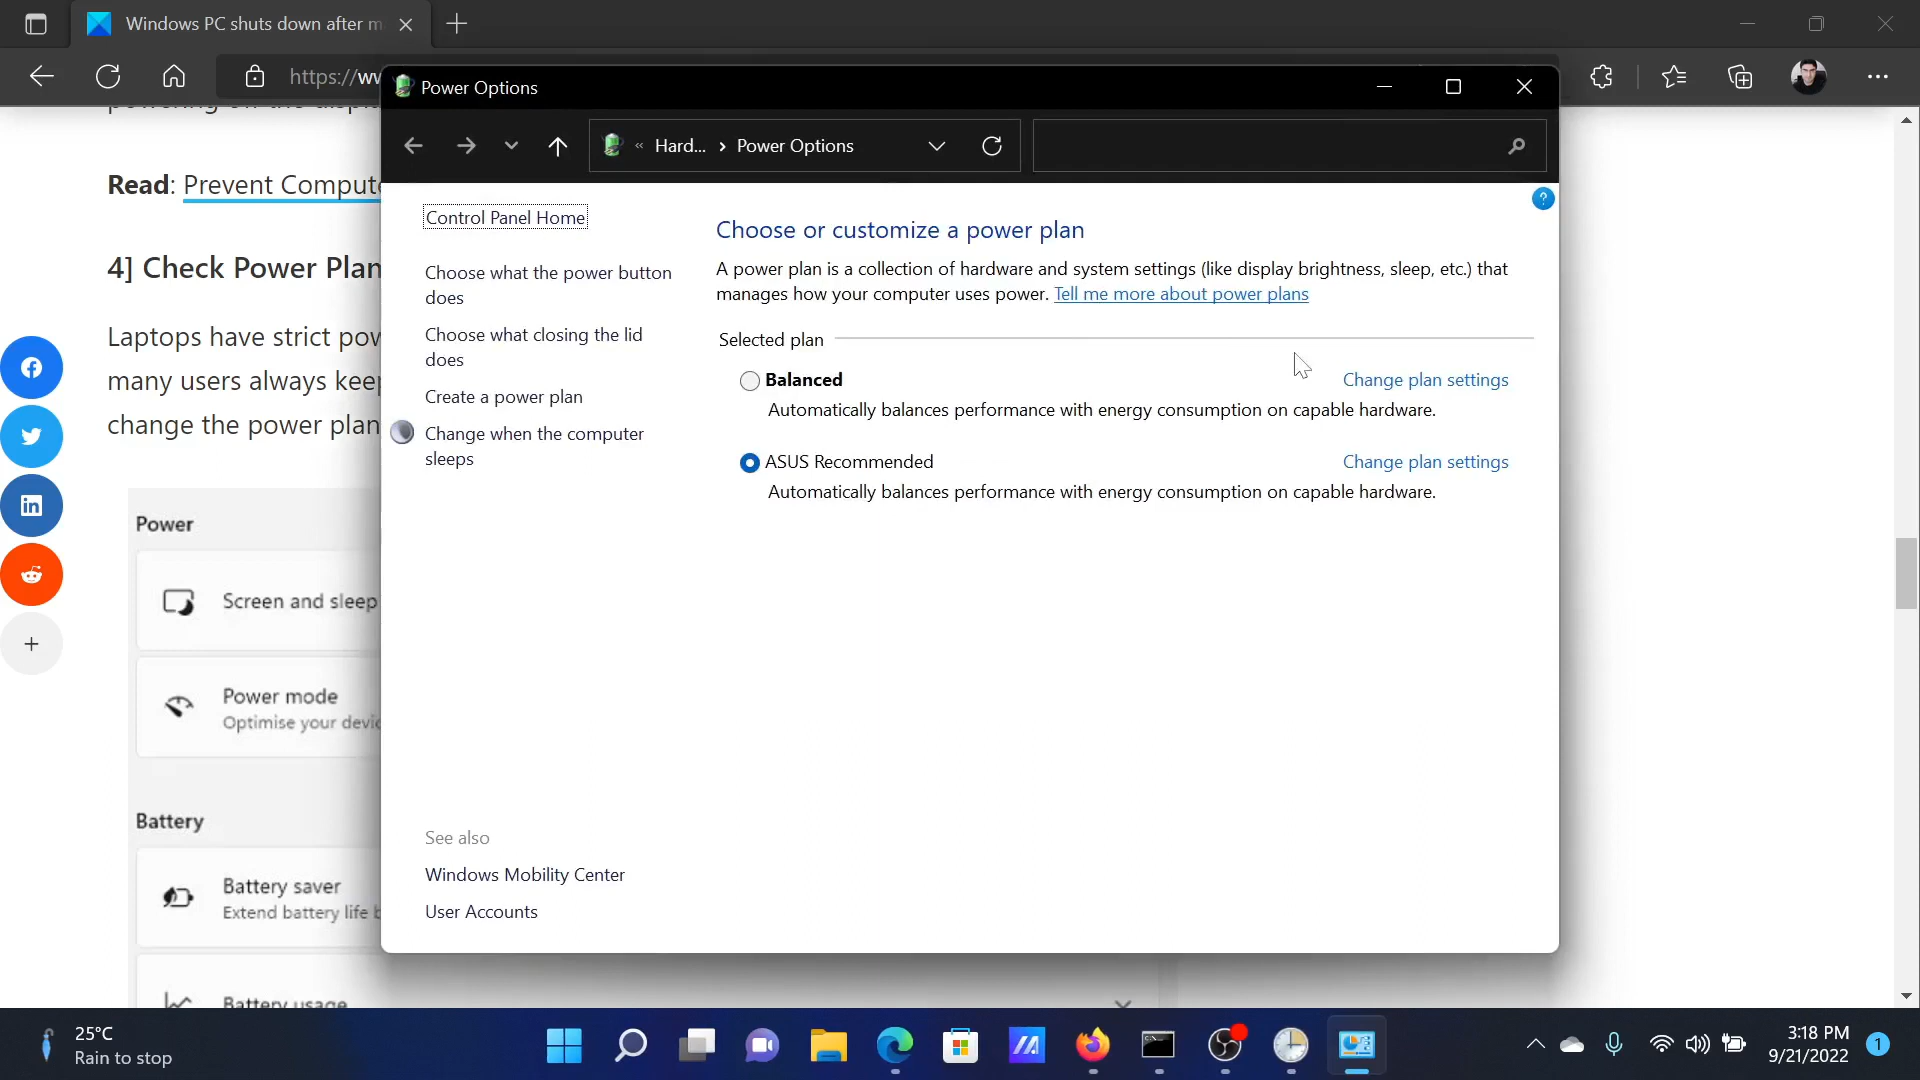 Windows PC shuts down after m
https://ww
Power Options
Hard...
Power Options
Read: Prevent Compute
4] Check Power Plan
Laptops have strict pow
many users always keep
change the power plan
Power
Screen and sleep
Power mode
Optimise your devic
Battery
Battery saver
Extend battery life b
Battery usage
Control Panel Home
Choose what the power button
does
Choose what closing the lid
does
Create a power plan
Change when the computer
sleeps
See also
Windows Mobility Center
User Accounts
Choose or customize a power plan
A power plan is a collection of hardware and system settings (like display brightness, sleep, etc.) that
manages how your computer uses power. Tell me more about power plans
Selected plan
Balanced
Change plan settings
Automatically balances performance with energy consumption on capable hardware.
ASUS Recommended
Change plan settings
Automatically balances performance with energy consumption on capable hardware.
25°C
Rain to stop
3:18 PM
9/21/2022
1